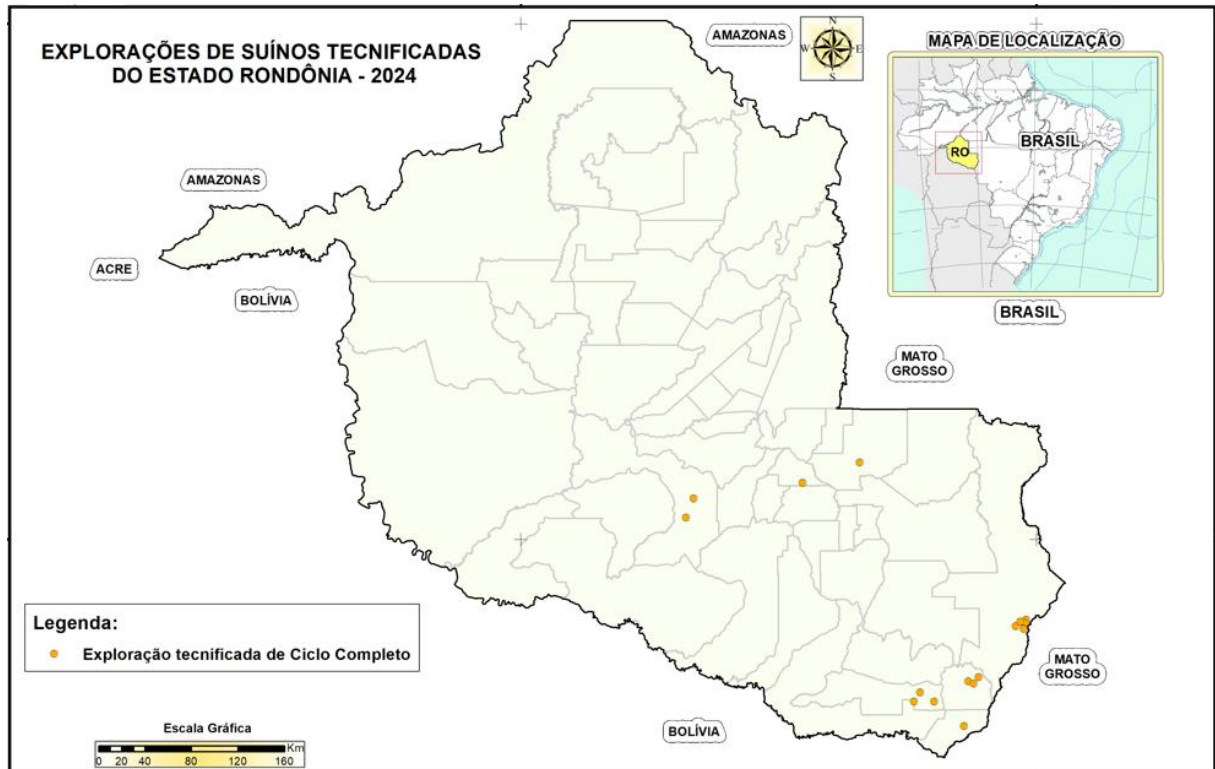 EXPLORAÇÕES DE SUÍNOS TECNIFICADAS
DO ESTADO RONDÔNIA - 2024
AMAZONAS
N
W E
S
MAPA DE LOCALIZAÇÃO
BRASIL
RO
BRASIL
AMAZONAS
ACRE
BOLÍVIA
MATO
GROSSO
Legenda:
Exploração tecnificada de Ciclo Completo
MATO
GROSSO
BOLÍVIA
Escala Gráfica
Km
0 20 40 80 120 160